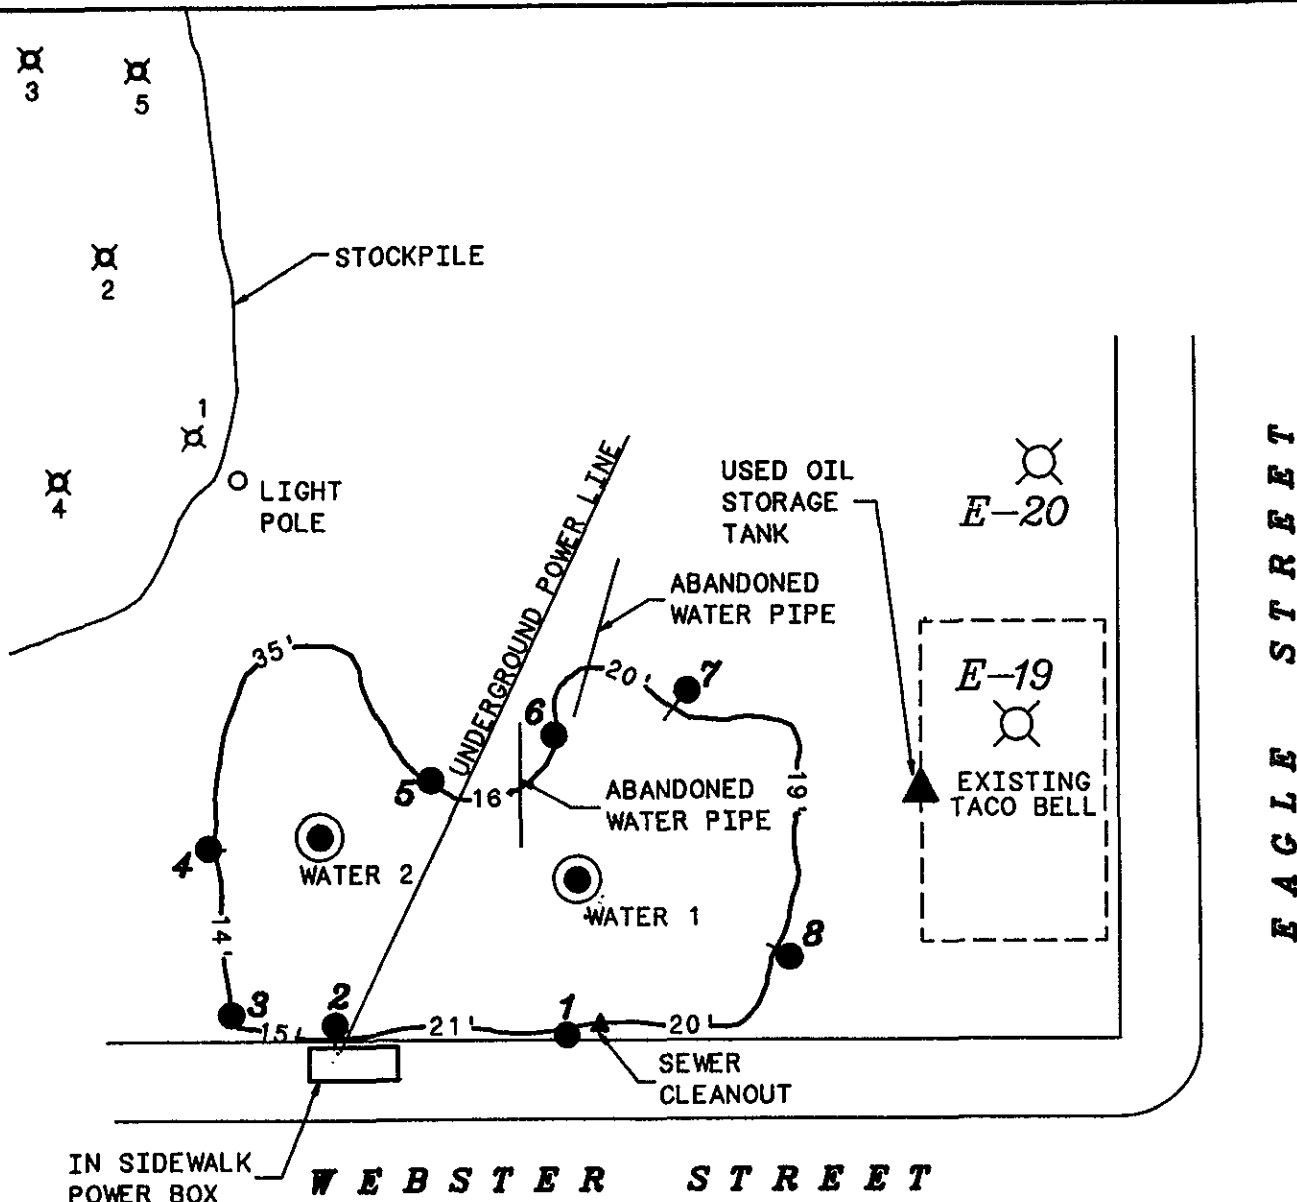 3
5
STOCKPILE
2
1
4
LIGHT
POLE
UNDERGROUND POWER LINE
USED OIL
STORAGE
TANK
E-20
ABANDONED
WATER PIPE
35'
20'
7
E-19
6
5
16
ABANDONED
WATER PIPE
19'
EXISTING
TACO BELL
4
WATER 2
WATER 1
14'
8
3
2
1
15'
21'
20'
SEWER
CLEANOUT
IN SIDEWALK
POWER BOX
WEBSTER STREET
EAGLE STREET